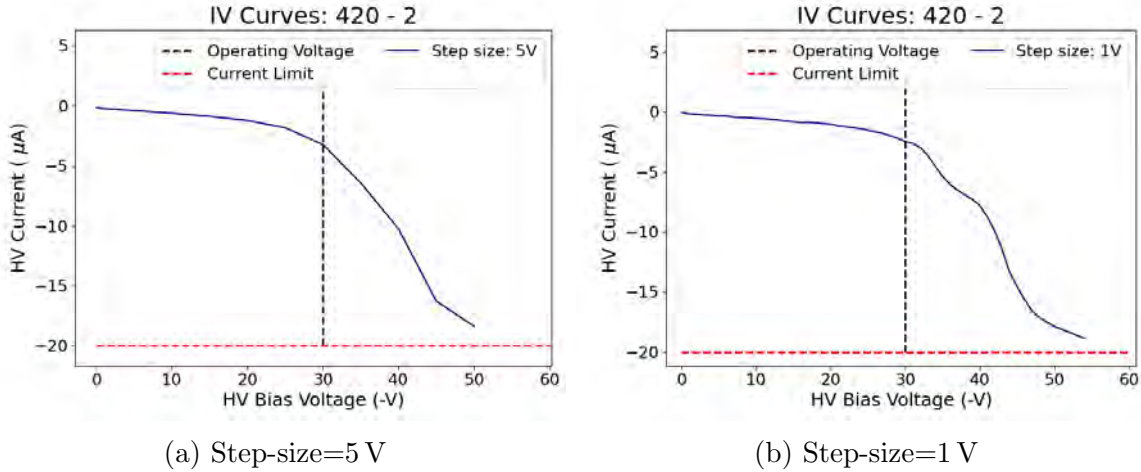 IV Curves: 420 - 2
5
0
−5
−10
−15
−20
HV Current ( μA)
Operating Voltage
Current Limit
Step size: 5V
0 10 20 30 40 50 60
HV Bias Voltage (-V)
(a) Step-size=5 V
IV Curves: 420 - 2
5
0
−5
−10
−15
−20
HV Current ( μA)
Operating Voltage
Current Limit
Step size: 1V
0 10 20 30 40 50 60
HV Bias Voltage (-V)
(b) Step-size=1 V